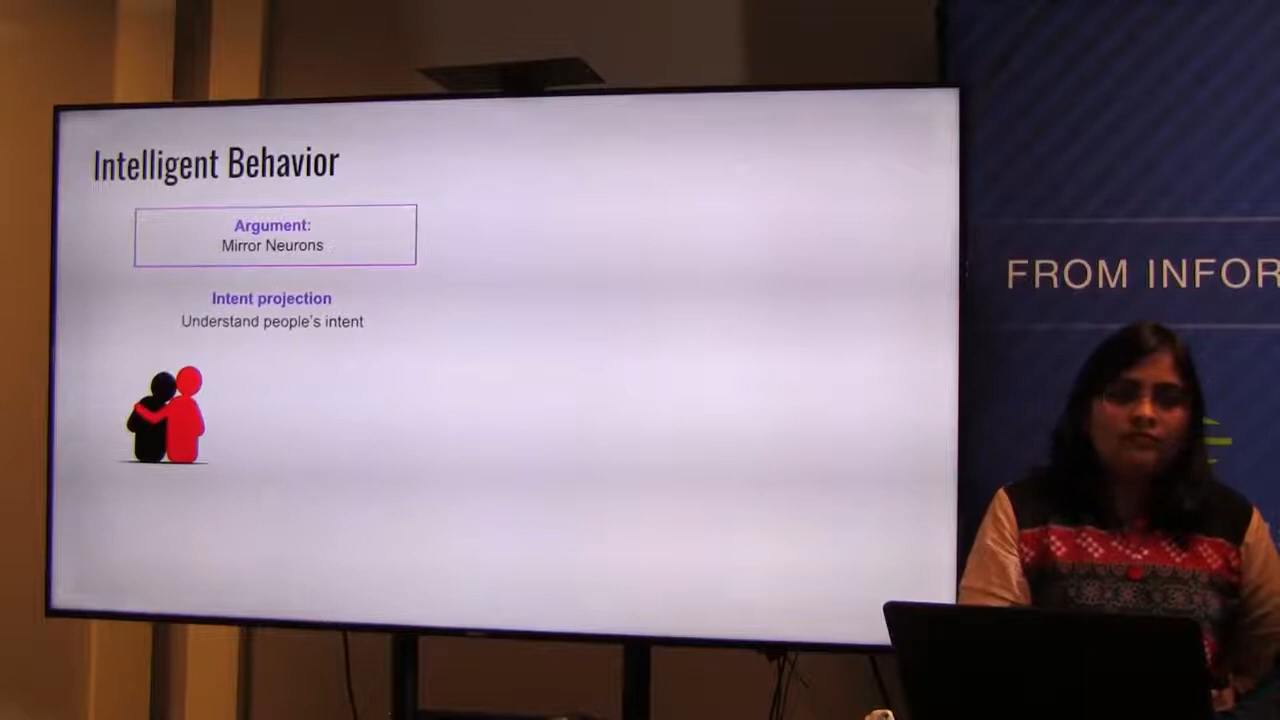 Intelligent Behavior
Argument:
Mirror Neurons
Intent projection
Understand people's intent
FROM INFOR